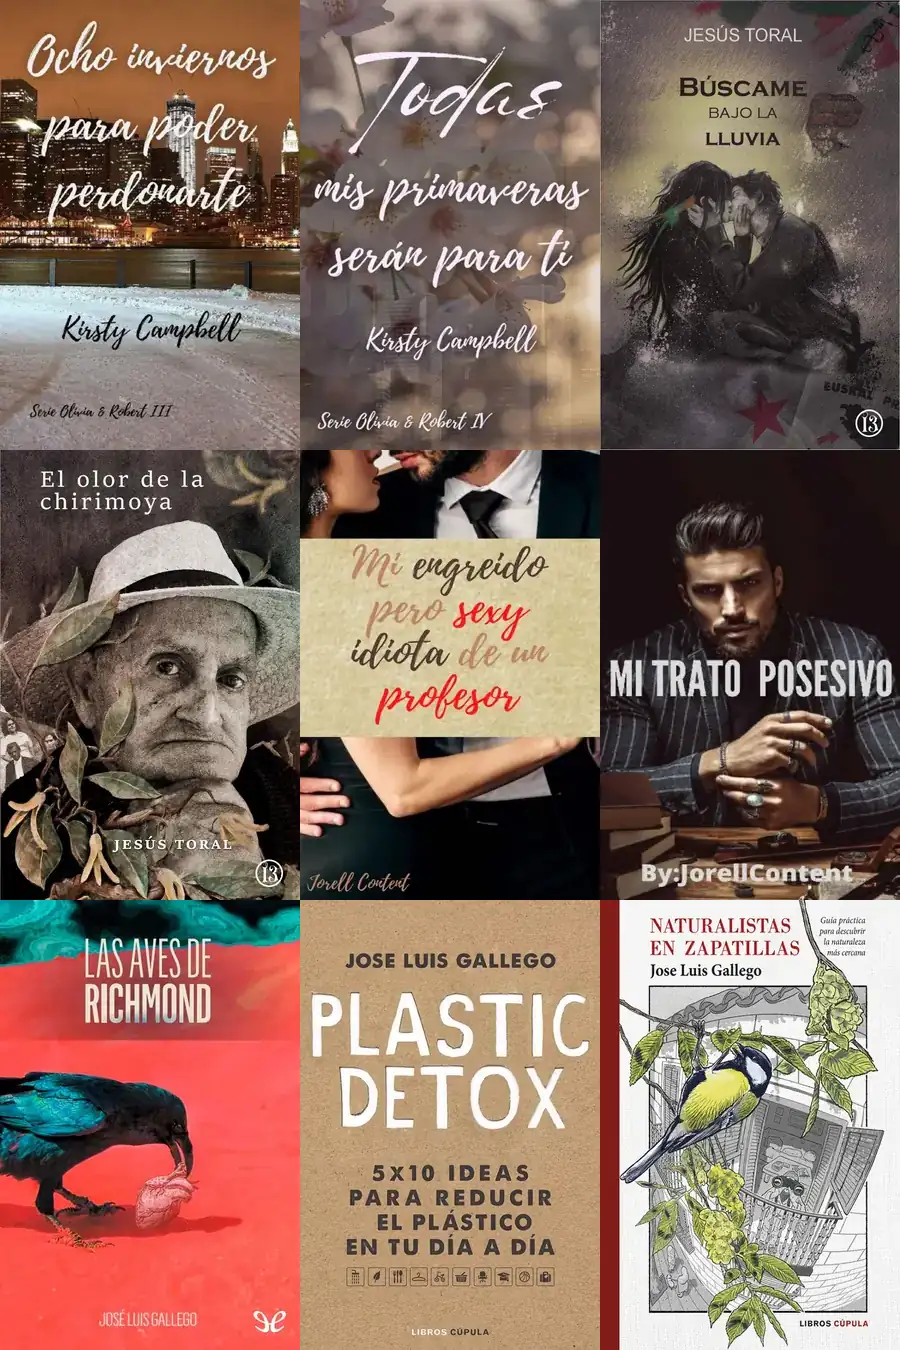 Ocho inviernos
para poder
perdonarte
Kirsty Campbell
Serie Olivia & Robert III
Todas
mis primaveras
serán para ti
Kirsty Campbell
Serie Olivia & Robert IV
JESÚS TORAL
BÚSCAME
BAJO LA
LLUVIA
EUSKAL PR
13
El olor de la
chirimoya
JESÚS TORAL
13
Mi engreido
pero sexy
idiota de un
profesor
Jorell Content
MI TRATO POSESIVO
By:JorellContent
LAS AVES DE
RICHMOND
JOSÉ LUIS GALLEGO
JOSE LUIS GALLEGO
PLASTIC
DETOX
5X10 IDEAS
PARA REDUCIR
EL PLÁSTICO
EN TU DÍA A DÍA
LIBROS CÚPULA
NATURALISTAS
EN ZAPATILLAS
Jose Luis Gallego
Guía práctica
para descubrir
la naturaleza
más cercana
LIBROS CÚPULA